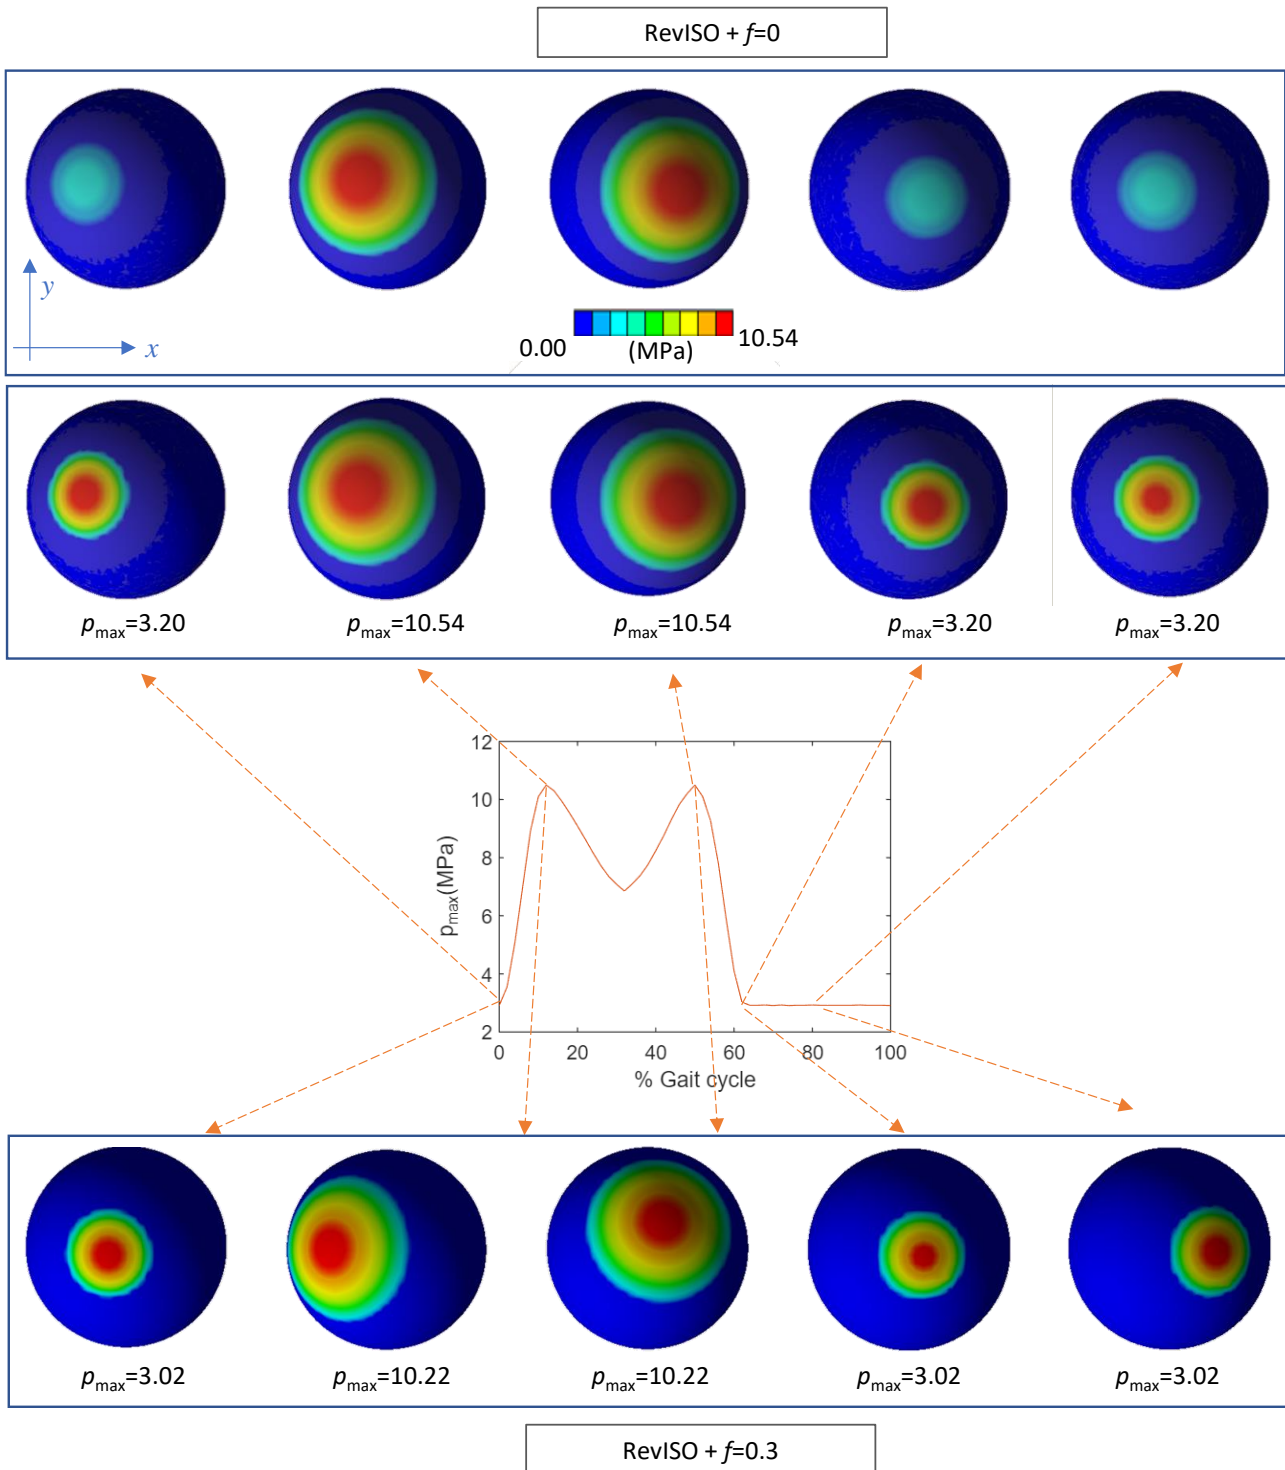 RevISO + f=0
y
x
0.00
10.54
(MPa)
pmax=3.20
pmax=10.54
pmax=10.54
pmax=3.20
pmax=3.20
12
10
8
6
4
2
pmax(MPa)
0
20
40
60
80
100
% Gait cycle
pmax=3.02
pmax=10.22
pmax=10.22
pmax=3.02
pmax=3.02
RevISO + f=0.3